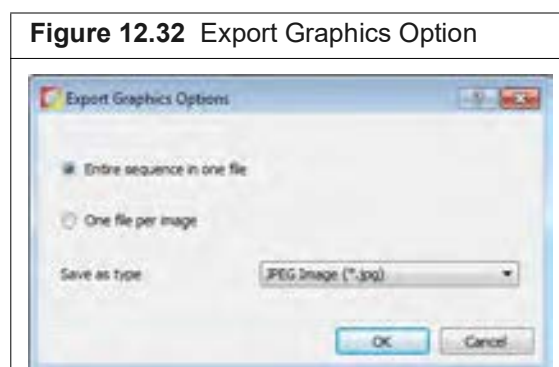 Figure 12.32 Export Graphics Option
Export Graphics Options
Entire sequence in one file
One file per image
Save as type JPEG Image (*.jpg)
OK Cancel